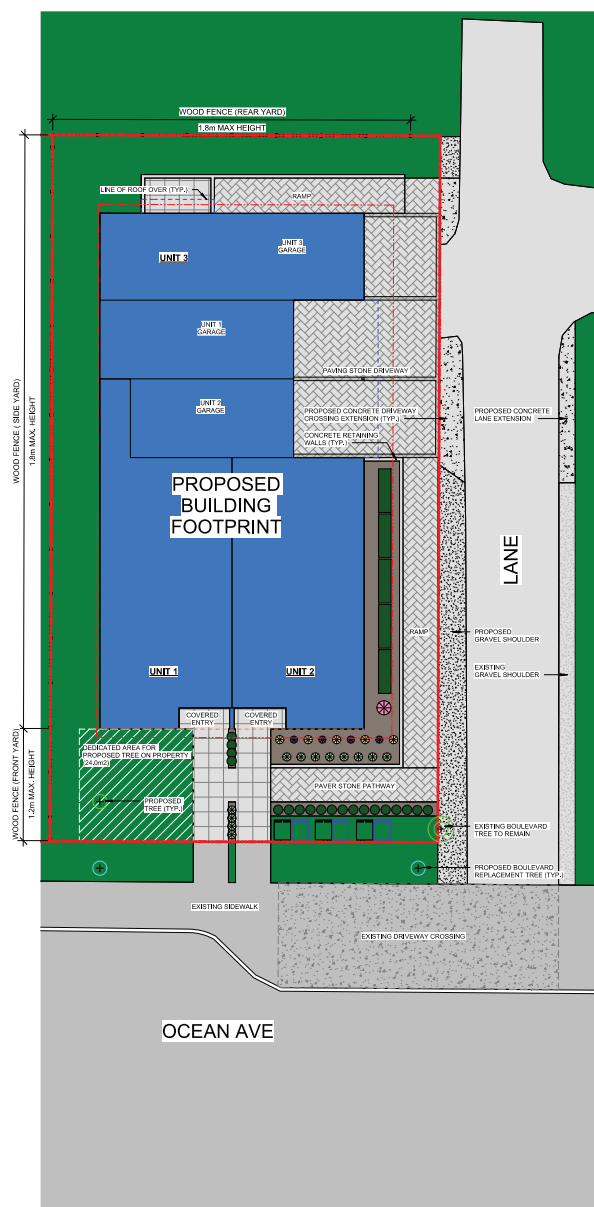 WOOD FENCE (REAR YARD)
1.8m MAX HEIGHT
LINE OF ROOF OVER (TYP.)
RAMP
UNIT 3
UNIT 3
GARAGE
UNIT 1
GARAGE
PAVING STONE DRIVEWAY
UNIT 2
GARAGE
PROPOSED CONCRETE DRIVEWAY
CROSSING EXTENSION (TYP.)
PROPOSED CONCRETE
LANE EXTENSION
CONCRETE RETAINING
WALLS (TYP.)
WOOD FENCE (SIDE YARD)
1.8m MAX. HEIGHT
PROPOSED
BUILDING
FOOTPRINT
LANE
RAMP
PROPOSED
GRAVEL SHOULDER
EXISTING
GRAVEL SHOULDER
UNIT 1
UNIT 2
COVERED
ENTRY
COVERED
ENTRY
WOOD FENCE (FRONT YARD)
1.2m MAX. HEIGHT
DEDICATED AREA FOR
PROPOSED TREE ON PROPERTY
(24.0m2)
PAVER STONE PATHWAY
PROPOSED
TREE (TYP.)
EXISTING BOULEVARD
TREE TO REMAIN
PROPOSED BOULEVARD
REPLACEMENT TREE (TYP.)
EXISTING SIDEWALK
EXISTING DRIVEWAY CROSSING
OCEAN AVE